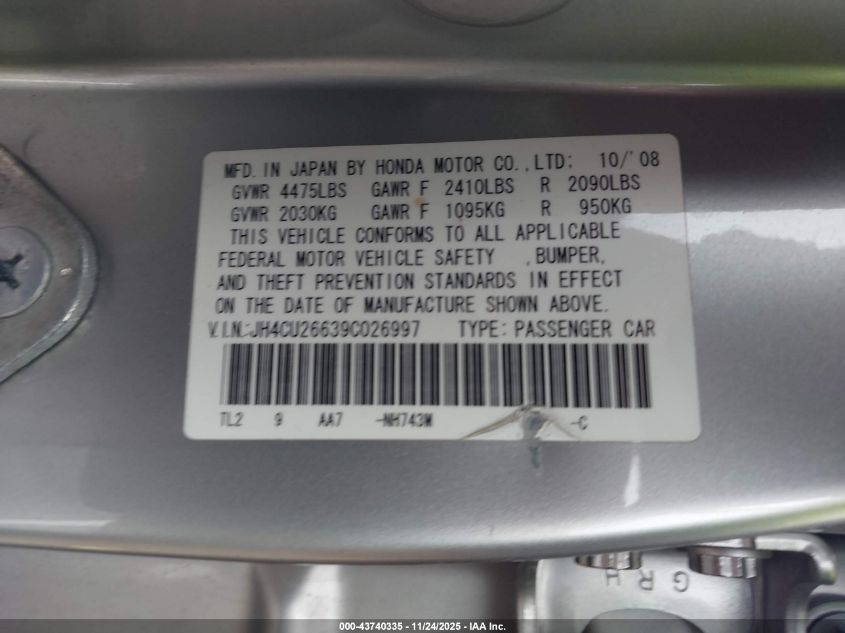 MFD. IN JAPAN BY HONDA MOTOR CO.,LTD: 10/'08
GVWR 4475LBS GAWR F 2410LBS R 2090LBS
GVWR 2030KG GAWR F 1095KG R 950KG
THIS VEHICLE CONFORMS TO ALL APPLICABLE
FEDERAL MOTOR VEHICLE SAFETY ,BUMPER,
AND THEFT PREVENTION STANDARDS IN EFFECT
ON THE DATE OF MANUFACTURE SHOWN ABOVE.
V.I.N.:JH4CU26639C026997 TYPE: PASSENGER CAR
TL2 9 AA7 -NH743M -C
G R H
000-43740335 - 11/24/2025 - IAA Inc.